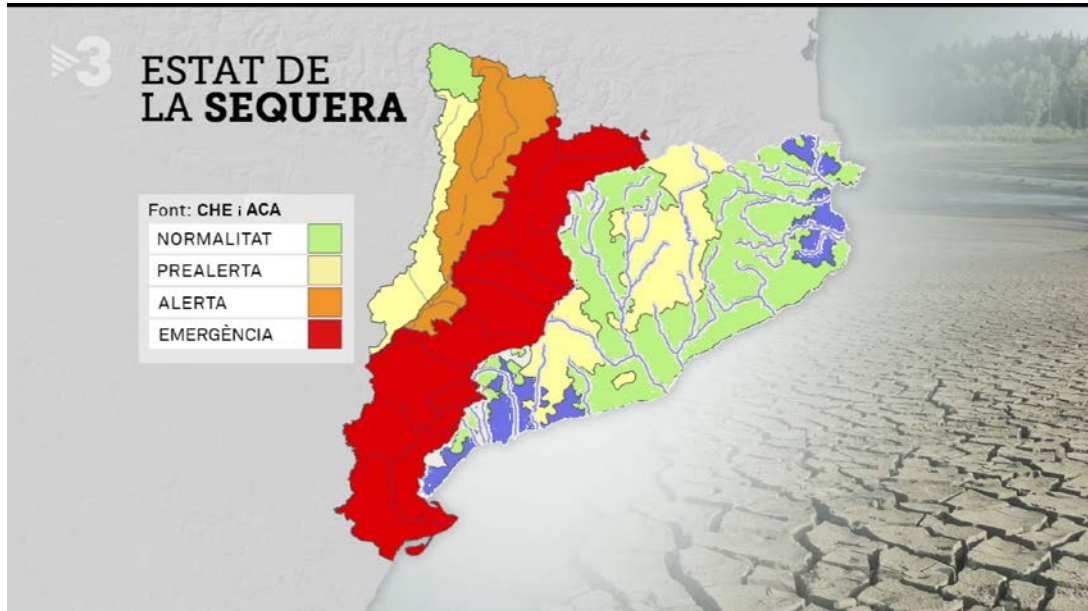 3
ESTAT DE
LA SEQUERA
Font: CHE i ACA
NORMALITAT
PREALERTA
ALERTA
EMERGÈNCIA